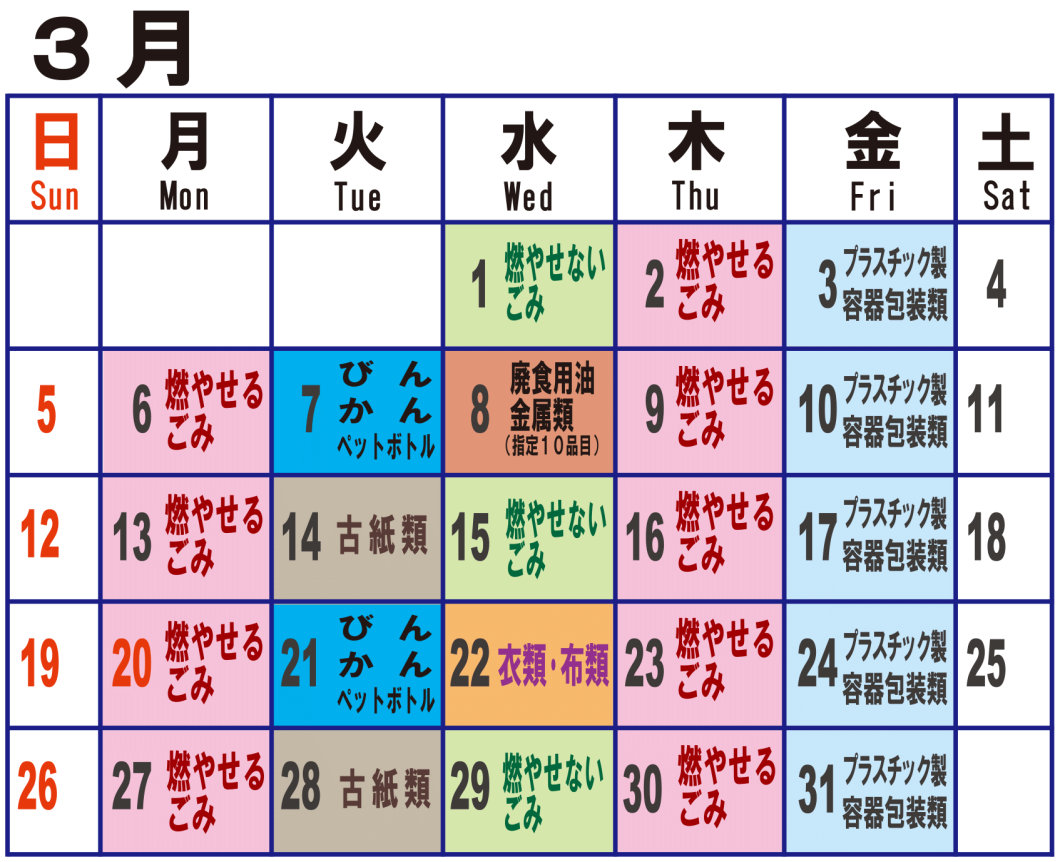 3月
日 月 火 水 木 金 土
Sun Mon Tue Wed Thu Fri Sat
1 燃やせない
ごみ
2 燃やせる
ごみ
3 プラスチック製
容器包装類
4
5
6 燃やせる
ごみ
7 びん
かん
ペットボトル
8 廃食用油
金属類
(指定10品目)
9 燃やせる
ごみ
10 プラスチック製
容器包装類
11
12
13 燃やせる
ごみ
14 古紙類
15 燃やせない
ごみ
16 燃やせる
ごみ
17 プラスチック製
容器包装類
18
19
20 燃やせる
ごみ
21 びん
かん
ペットボトル
22 衣類・布類
23 燃やせる
ごみ
24 プラスチック製
容器包装類
25
26
27 燃やせる
ごみ
28 古紙類
29 燃やせない
ごみ
30 燃やせる
ごみ
31 プラスチック製
容器包装類